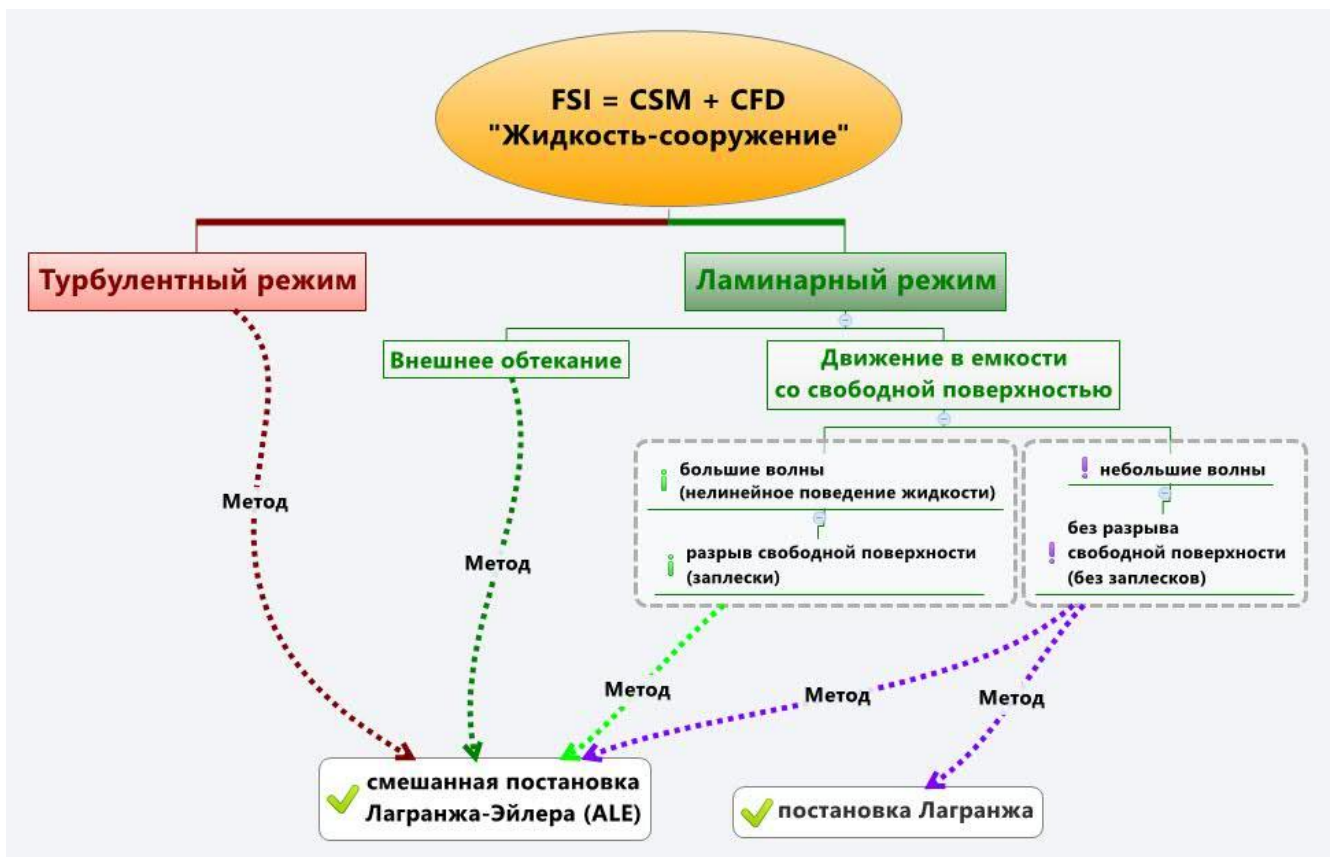 FSI = CSM + CFD
"Жидкость-сооружение"
Турбулентный режим
Ламинарный режим
Внешнее обтекание
Движение в емкости
со свободной поверхностью
большие волны
(нелинейное поведение жидкости)
разрыв свободной поверхности
(заплески)
небольшие волны
без разрыва
свободной поверхности
(без заплесков)
Метод
Метод
Метод
Метод
Метод
смешанная постановка
Лагранжа-Эйлера (ALE)
постановка Лагранжа